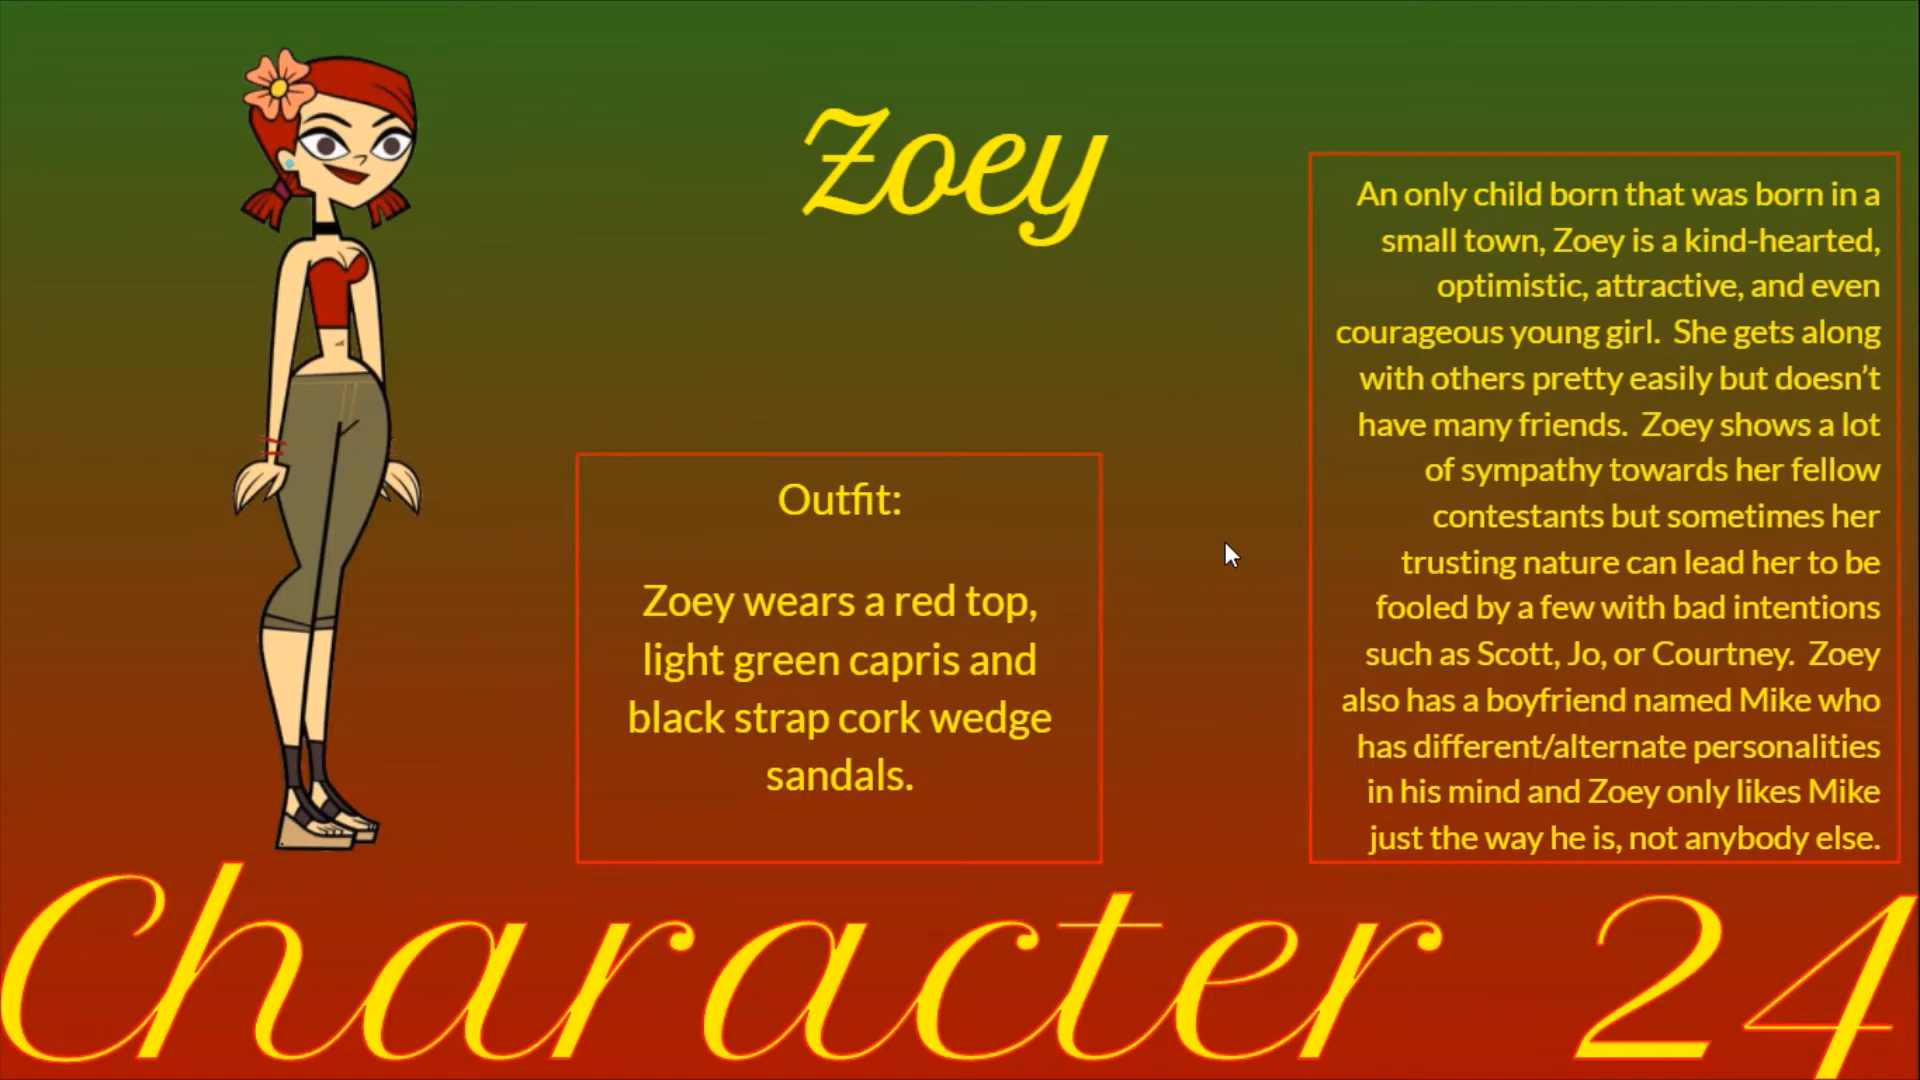 Zoey
An only child born that was born in a
small town, Zoey is a kind-hearted,
optimistic, attractive, and even
courageous young girl.  She gets along
with others pretty easily but doesn’t
have many friends.  Zoey shows a lot
of sympathy towards her fellow
contestants but sometimes her
trusting nature can lead her to be
fooled by a few with bad intentions
such as Scott, Jo, or Courtney.  Zoey
also has a boyfriend named Mike who
has different/alternate personalities
in his mind and Zoey only likes Mike
just the way he is, not anybody else.
Outfit:
Zoey wears a red top,
light green capris and
black strap cork wedge
sandals.
Character 24